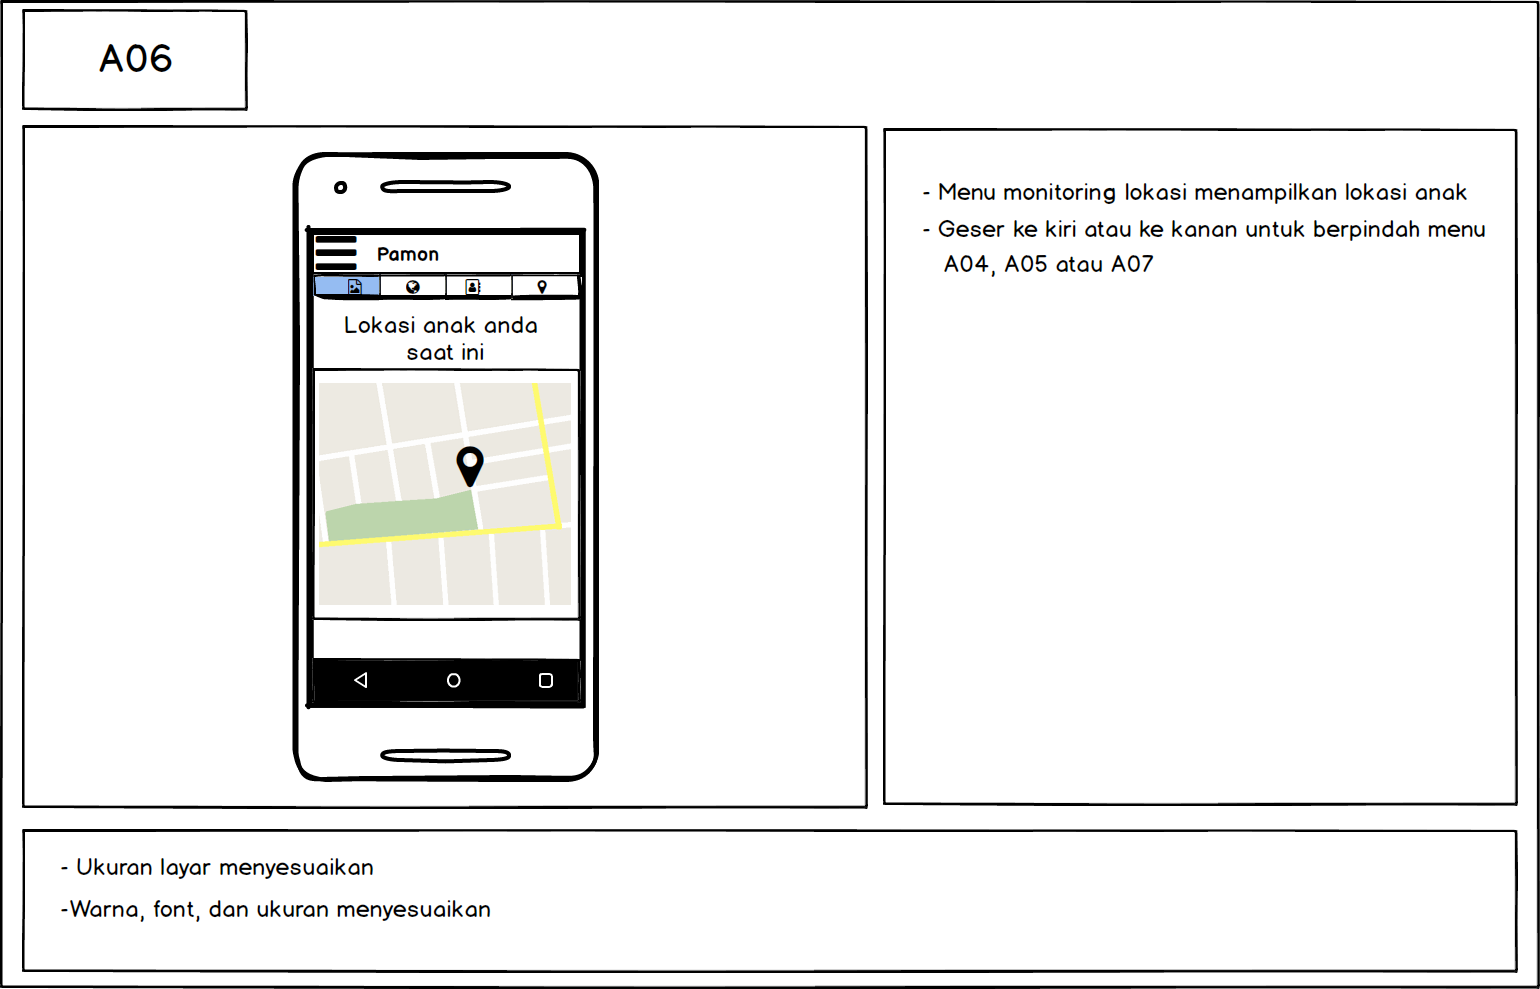 A06
Pamon
Lokasi anak anda
saat ini
- Menu monitoring lokasi menampilkan lokasi anak
- Geser ke kiri atau ke kanan untuk berpindah menu
A04, A05 atau A07
- Ukuran layar menyesuaikan
-Warna, font, dan ukuran menyesuaikan